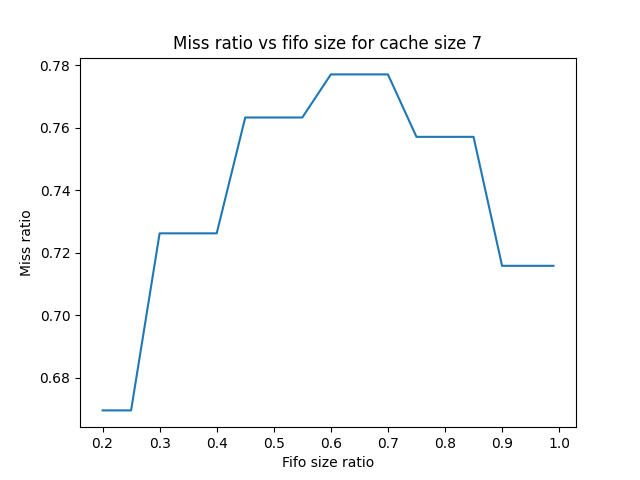 Miss ratio vs fifo size for cache size 7
Miss ratio
0.78
0.76
0.74
0.72
0.70
0.68
0.2 0.3 0.4 0.5 0.6 0.7 0.8 0.9 1.0
Fifo size ratio